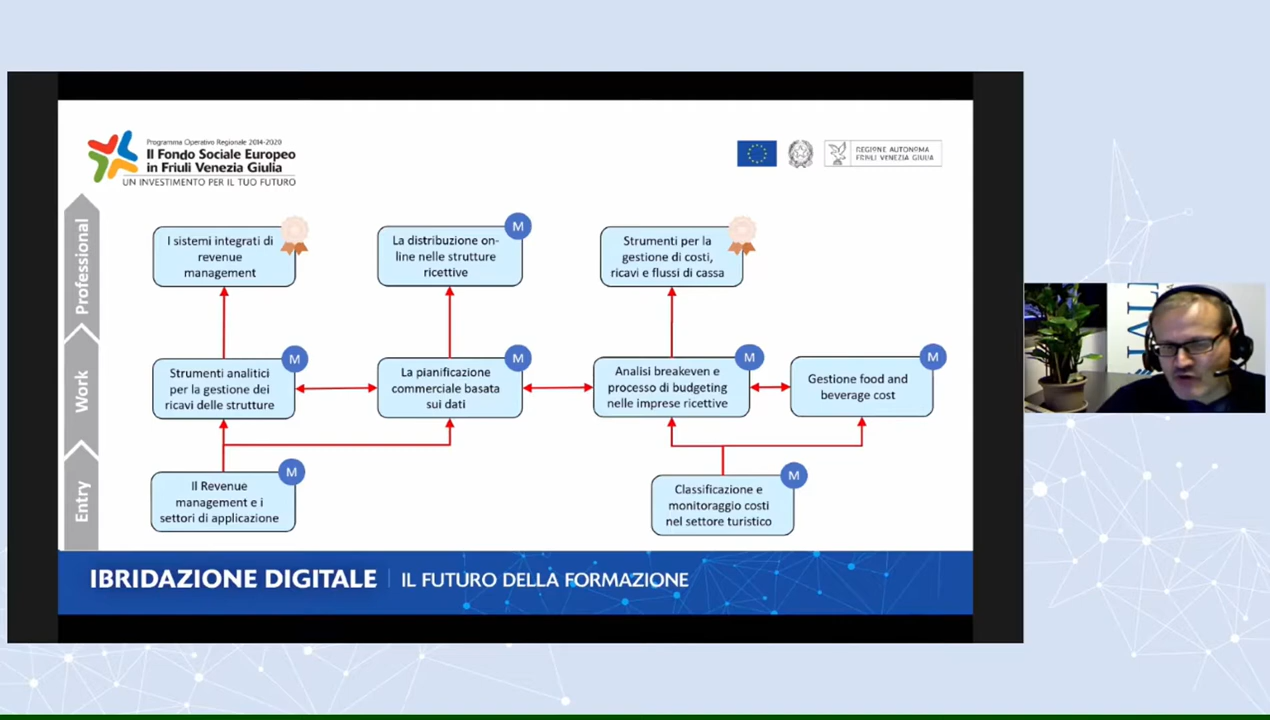 Programma Operativo Regionale 2014-2020
Il Fondo Sociale Europeo
in Friuli Venezia Giulia
UN INVESTIMENTO PER IL TUO FUTURO
REGIONE AUTONOMA
FRIULI VENEZIA GIULIA
Professional
I sistemi integrati di
revenue
management
M
La distribuzione on-
line nelle strutture
ricettive
Strumenti per la
gestione di costi,
ricavi e flussi di cassa
Work
M
Strumenti analitici
per la gestione dei
ricavi delle strutture
M
La pianificazione
commerciale basata
sui dati
M
Analisi breakeven e
processo di budgeting
nelle imprese ricettive
M
Gestione food and
beverage cost
Entry
M
Il Revenue
management e i
settori di applicazione
M
Classificazione e
monitoraggio costi
nel settore turistico
IBRIDAZIONE DIGITALE | IL FUTURO DELLA FORMAZIONE